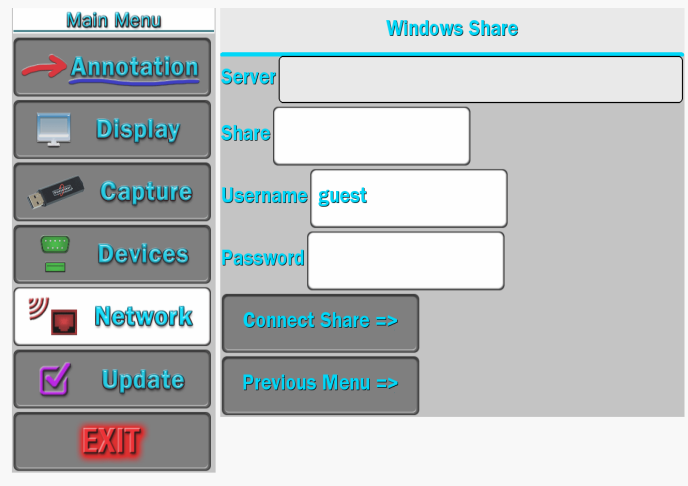 Main Menu
Annotation
Display
Capture
Devices
Network
Update
EXIT
Windows Share
Server
Share
Username guest
Password
Connect Share =>
Previous Menu =>